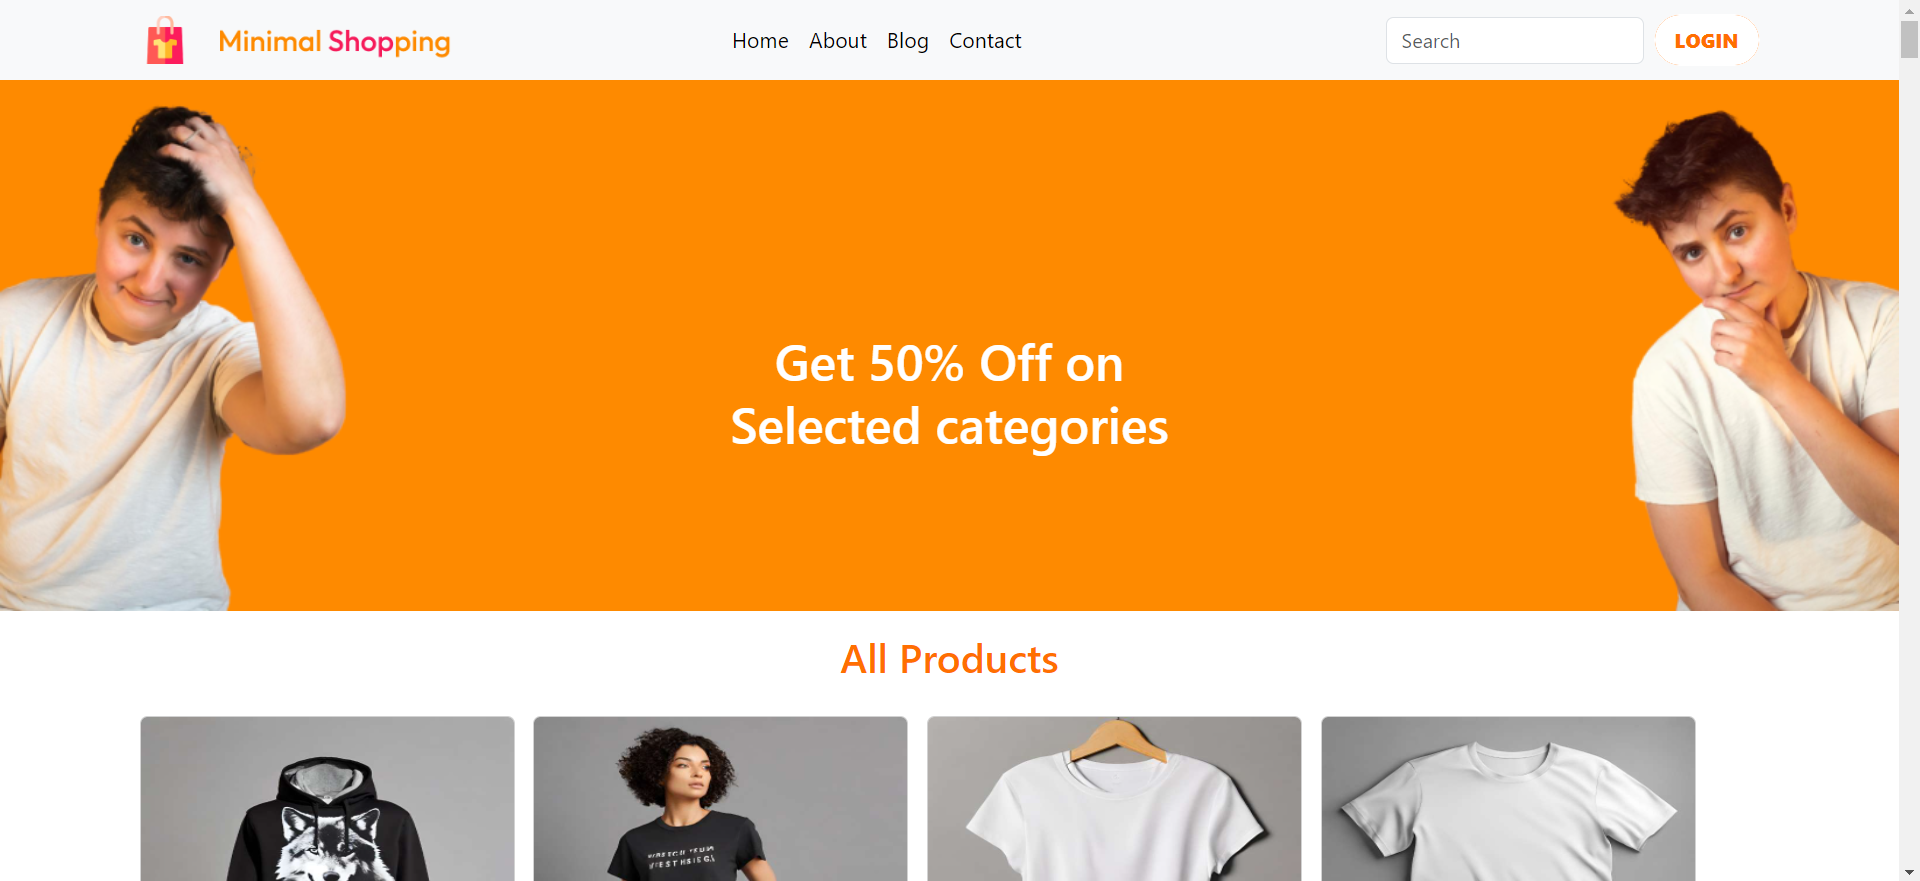 Minimal Shopping
Home About Blog Contact
Search
LOGIN
Get 50% Off on
Selected categories
All Products